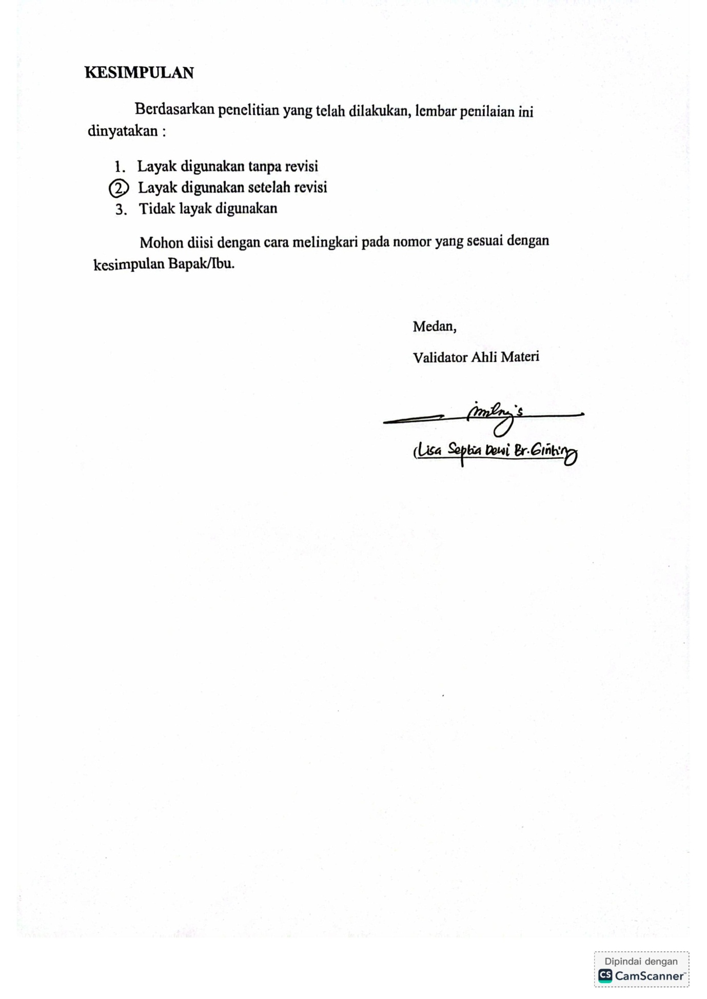 KESIMPULAN
Berdasarkan penelitian yang telah dilakukan, lembar penilaian ini
dinyatakan :
1. Layak digunakan tanpa revisi
2. Layak digunakan setelah revisi
3. Tidak layak digunakan
Mohon diisi dengan cara melingkari pada nomor yang sesuai dengan
kesimpulan Bapak/Ibu.
Medan,
Validator Ahli Materi
(Lisa Septia Dewi Br. Ginting
Dipindai dengan
CS CamScanner™